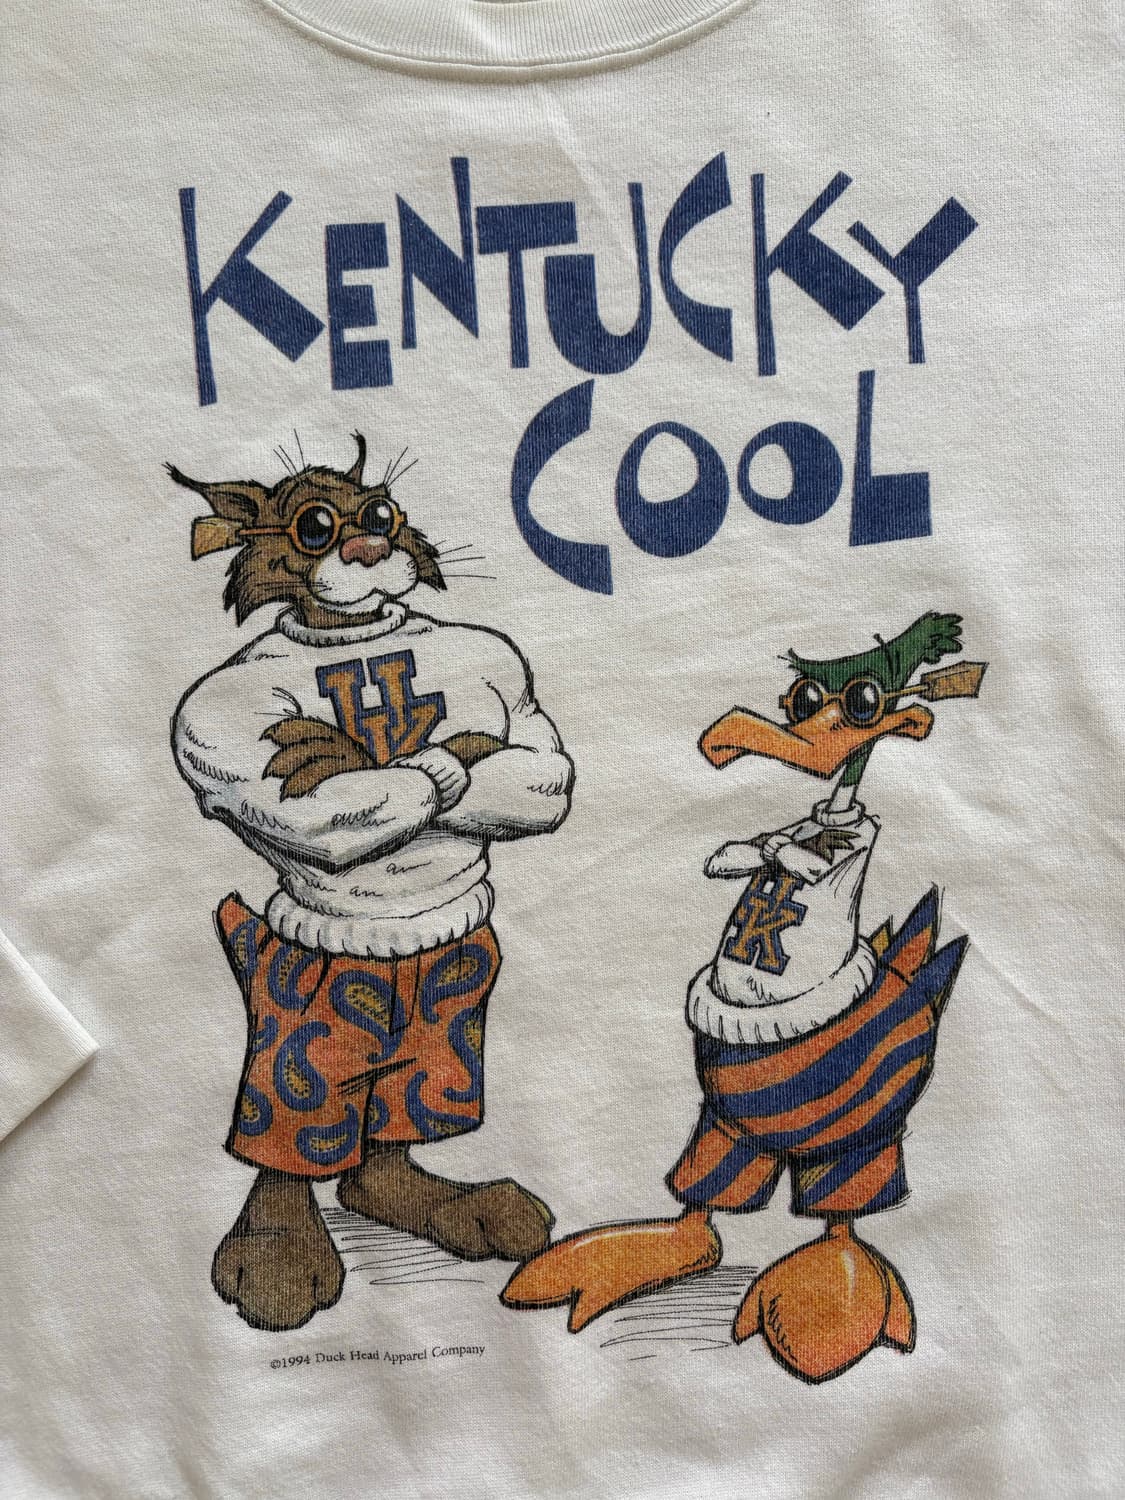 KENTUCKY
COOL
UK
UK
©1994 Duck Head Apparel Company